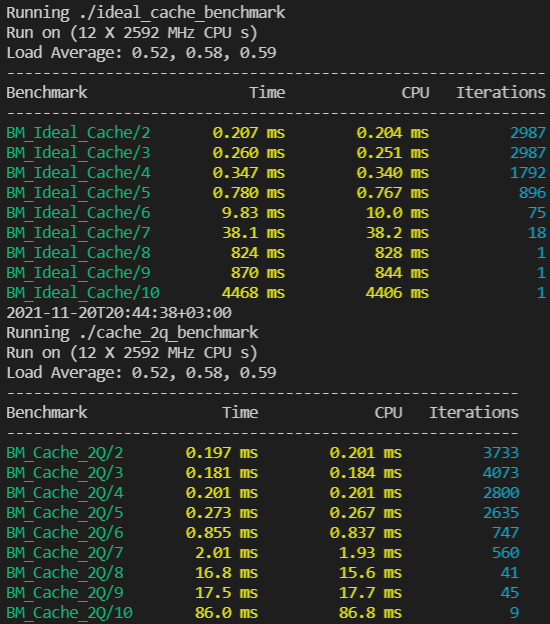 Running ./ideal_cache_benchmark
Run on (12 X 2592 MHz CPU s)
Load Average: 0.52, 0.58, 0.59
------------------------------------------------------------
Benchmark                  Time             CPU   Iterations
------------------------------------------------------------
BM_Ideal_Cache/2       0.207 ms        0.204 ms         2987
BM_Ideal_Cache/3       0.260 ms        0.251 ms         2987
BM_Ideal_Cache/4       0.347 ms        0.340 ms         1792
BM_Ideal_Cache/5       0.780 ms        0.767 ms          896
BM_Ideal_Cache/6        9.83 ms         10.0 ms           75
BM_Ideal_Cache/7        38.1 ms         38.2 ms           18
BM_Ideal_Cache/8         824 ms          828 ms            1
BM_Ideal_Cache/9         870 ms          844 ms            1
BM_Ideal_Cache/10       4468 ms         4406 ms            1
2021-11-20T20:44:38+03:00
Running ./cache_2q_benchmark
Run on (12 X 2592 MHz CPU s)
Load Average: 0.52, 0.58, 0.59
---------------------------------------------------------
Benchmark               Time             CPU   Iterations
---------------------------------------------------------
BM_Cache_2Q/2       0.197 ms        0.201 ms         3733
BM_Cache_2Q/3       0.181 ms        0.184 ms         4073
BM_Cache_2Q/4       0.201 ms        0.201 ms         2800
BM_Cache_2Q/5       0.273 ms        0.267 ms         2635
BM_Cache_2Q/6       0.855 ms        0.837 ms          747
BM_Cache_2Q/7        2.01 ms         1.93 ms          560
BM_Cache_2Q/8        16.8 ms         15.6 ms           41
BM_Cache_2Q/9        17.5 ms         17.7 ms           45
BM_Cache_2Q/10       86.0 ms         86.8 ms            9